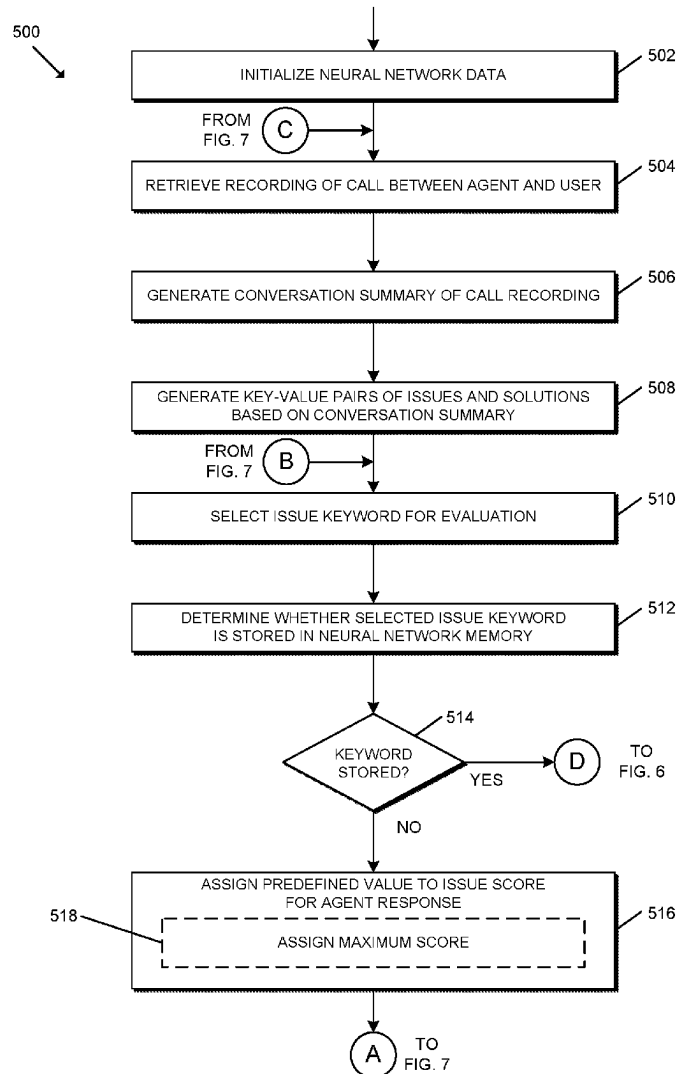 500
502
INITIALIZE NEURAL NETWORK DATA
FROM
FIG. 7
C
504
RETRIEVE RECORDING OF CALL BETWEEN AGENT AND USER
506
GENERATE CONVERSATION SUMMARY OF CALL RECORDING
508
GENERATE KEY-VALUE PAIRS OF ISSUES AND SOLUTIONS
BASED ON CONVERSATION SUMMARY
FROM
FIG. 7
B
510
SELECT ISSUE KEYWORD FOR EVALUATION
512
DETERMINE WHETHER SELECTED ISSUE KEYWORD
IS STORED IN NEURAL NETWORK MEMORY
514
KEYWORD
STORED?
YES
D
TO
FIG. 6
NO
ASSIGN PREDEFINED VALUE TO ISSUE SCORE
FOR AGENT RESPONSE
516
518
ASSIGN MAXIMUM SCORE
A
TO
FIG. 7